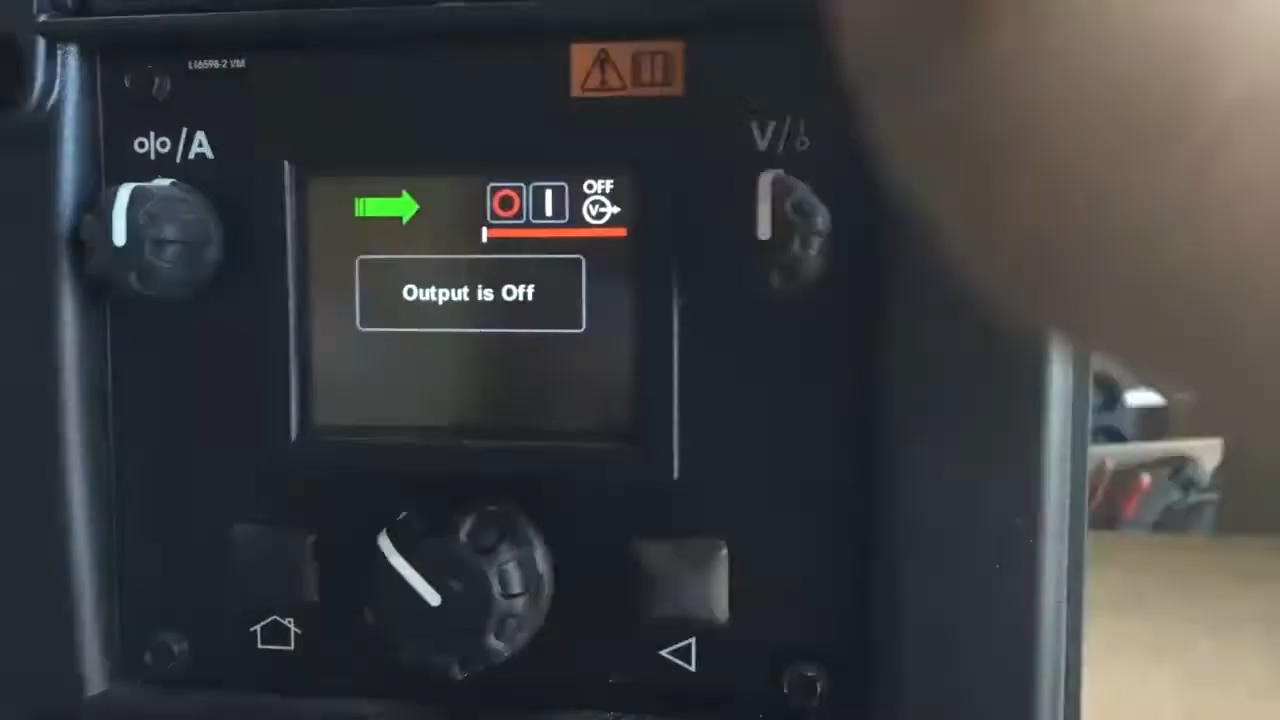 L16598-2 VM
o|o/A
V/
OFF
V
Output is Off